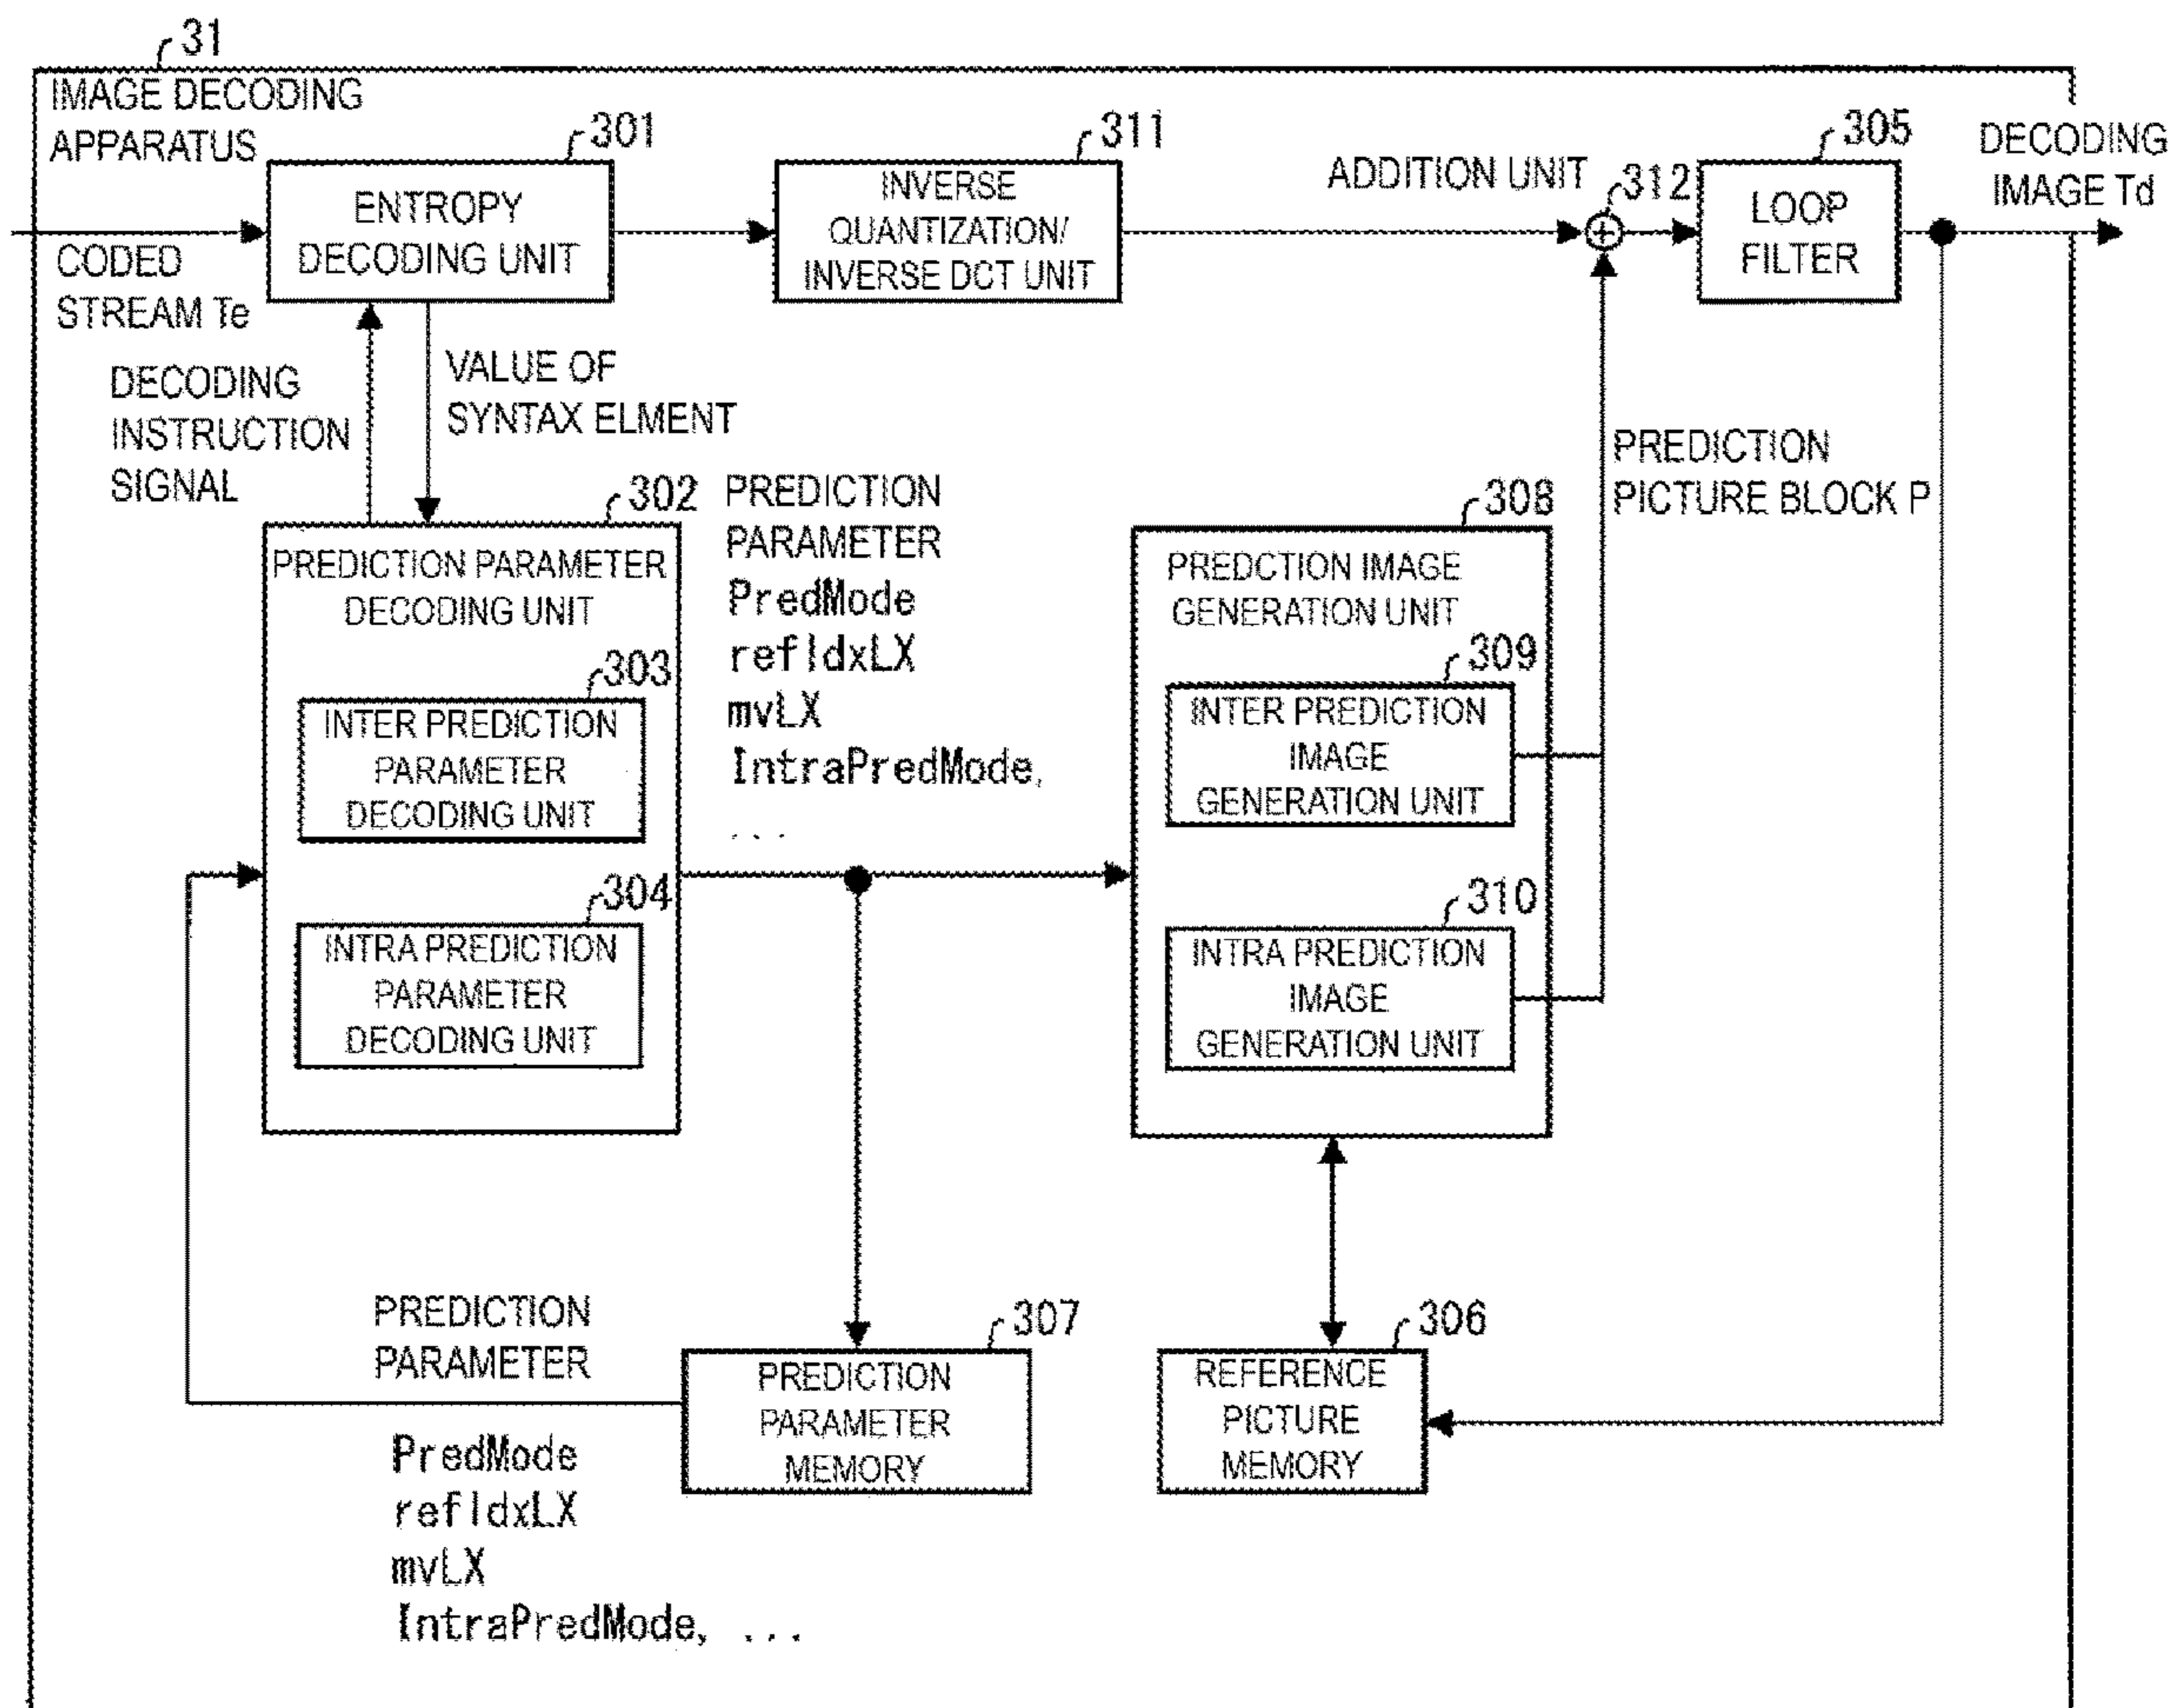 31
IMAGE DECODING
APPARATUS
301
ENTROPY
DECODING UNIT
311
INVERSE
QUANTIZATION/
INVERSE DCT UNIT
ADDITION UNIT
312
305
LOOP
FILTER
DECODING
IMAGE Td
CODED
STREAM Te
DECODING
INSTRUCTION
SIGNAL
VALUE OF
SYNTAX ELMENT
302
PREDICTION PARAMETER
DECODING UNIT
303
INTER PREDICTION
PARAMETER
DECODING UNIT
304
INTRA PREDICTION
PARAMETER
DECODING UNIT
PREDICTION
PARAMETER
PredMode
refIdxLX
mvLX
IntraPredMode,
...
308
PREDCTION IMAGE
GENERATION UNIT
309
INTER PREDICTION
IMAGE
GENERATION UNIT
310
INTRA PREDICTION
IMAGE
GENERATION UNIT
PREDICTION
PICTURE BLOCK P
PREDICTION
PARAMETER
PredMode
refIdxLX
mvLX
IntraPredMode, ...
307
PREDICTION
PARAMETER
MEMORY
306
REFERENCE
PICTURE
MEMORY